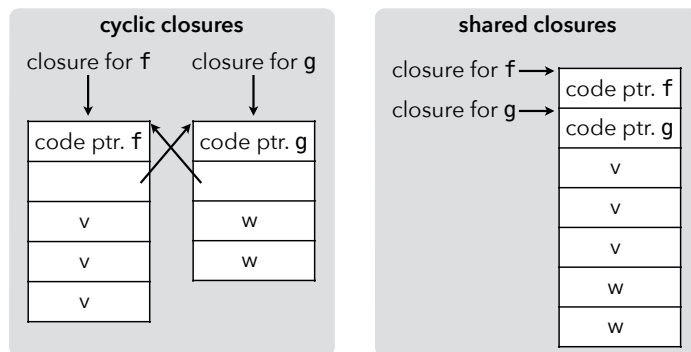 cyclic closures
closure for f
closure for g
code ptr. f
code ptr. g
v
w
v
w
v
shared closures
closure for f
closure for g
code ptr. f
code ptr. g
v
v
v
w
w